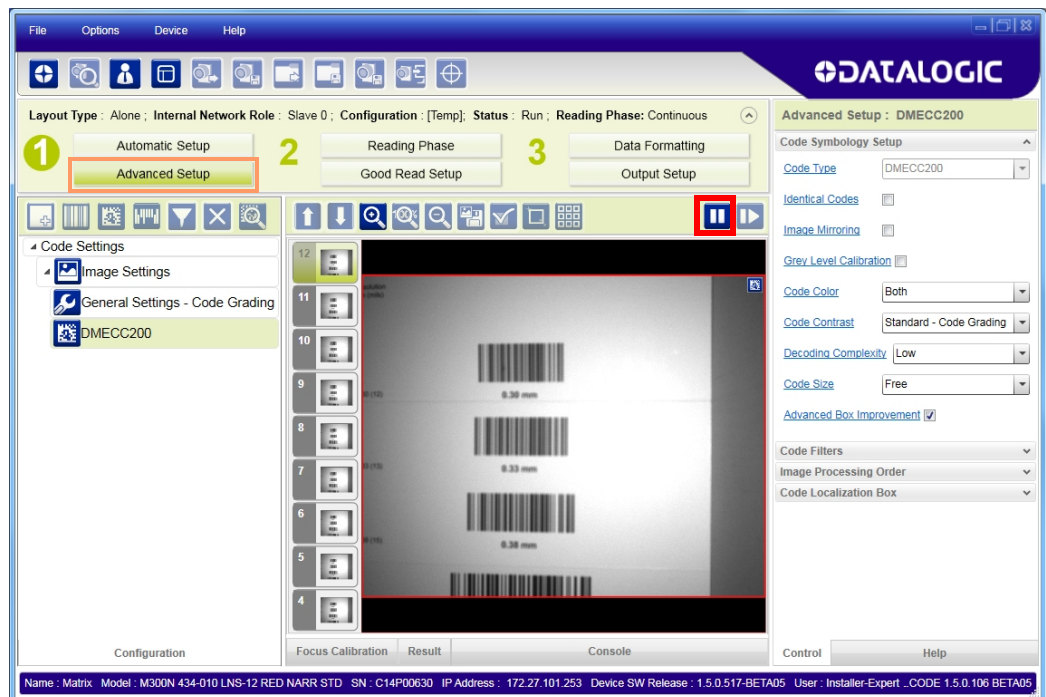 File Options Device Help
DATALOGIC
Layout Type : Alone ; Internal Network Role : Slave 0 ; Configuration : [Temp]; Status : Run ; Reading Phase: Continuous
1 Automatic Setup 2 Reading Phase 3 Data Formatting
Advanced Setup Good Read Setup Output Setup
Code Settings
Image Settings
General Settings - Code Grading
DMECC200
Configuration
100%
12
11
10
9
8
7
6
5
4
0.30 mm
0.33 mm
0.38 mm
(12)
(13)
(15)
Focus Calibration Result Console
Advanced Setup : DMECC200
Code Symbology Setup
Code Type DMECC200
Identical Codes
Image Mirroring
Grey Level Calibration
Code Color Both
Code Contrast Standard - Code Grading
Decoding Complexity Low
Code Size Free
Advanced Box Improvement
Code Filters
Image Processing Order
Code Localization Box
Control Help
Name : Matrix Model : M300N 434-010 LNS-12 RED NARR STD SN : C14P00630 IP Address : 172.27.101.253 Device SW Release : 1.5.0.517-BETA05 User : Installer-Expert _CODE 1.5.0.106 BETA05